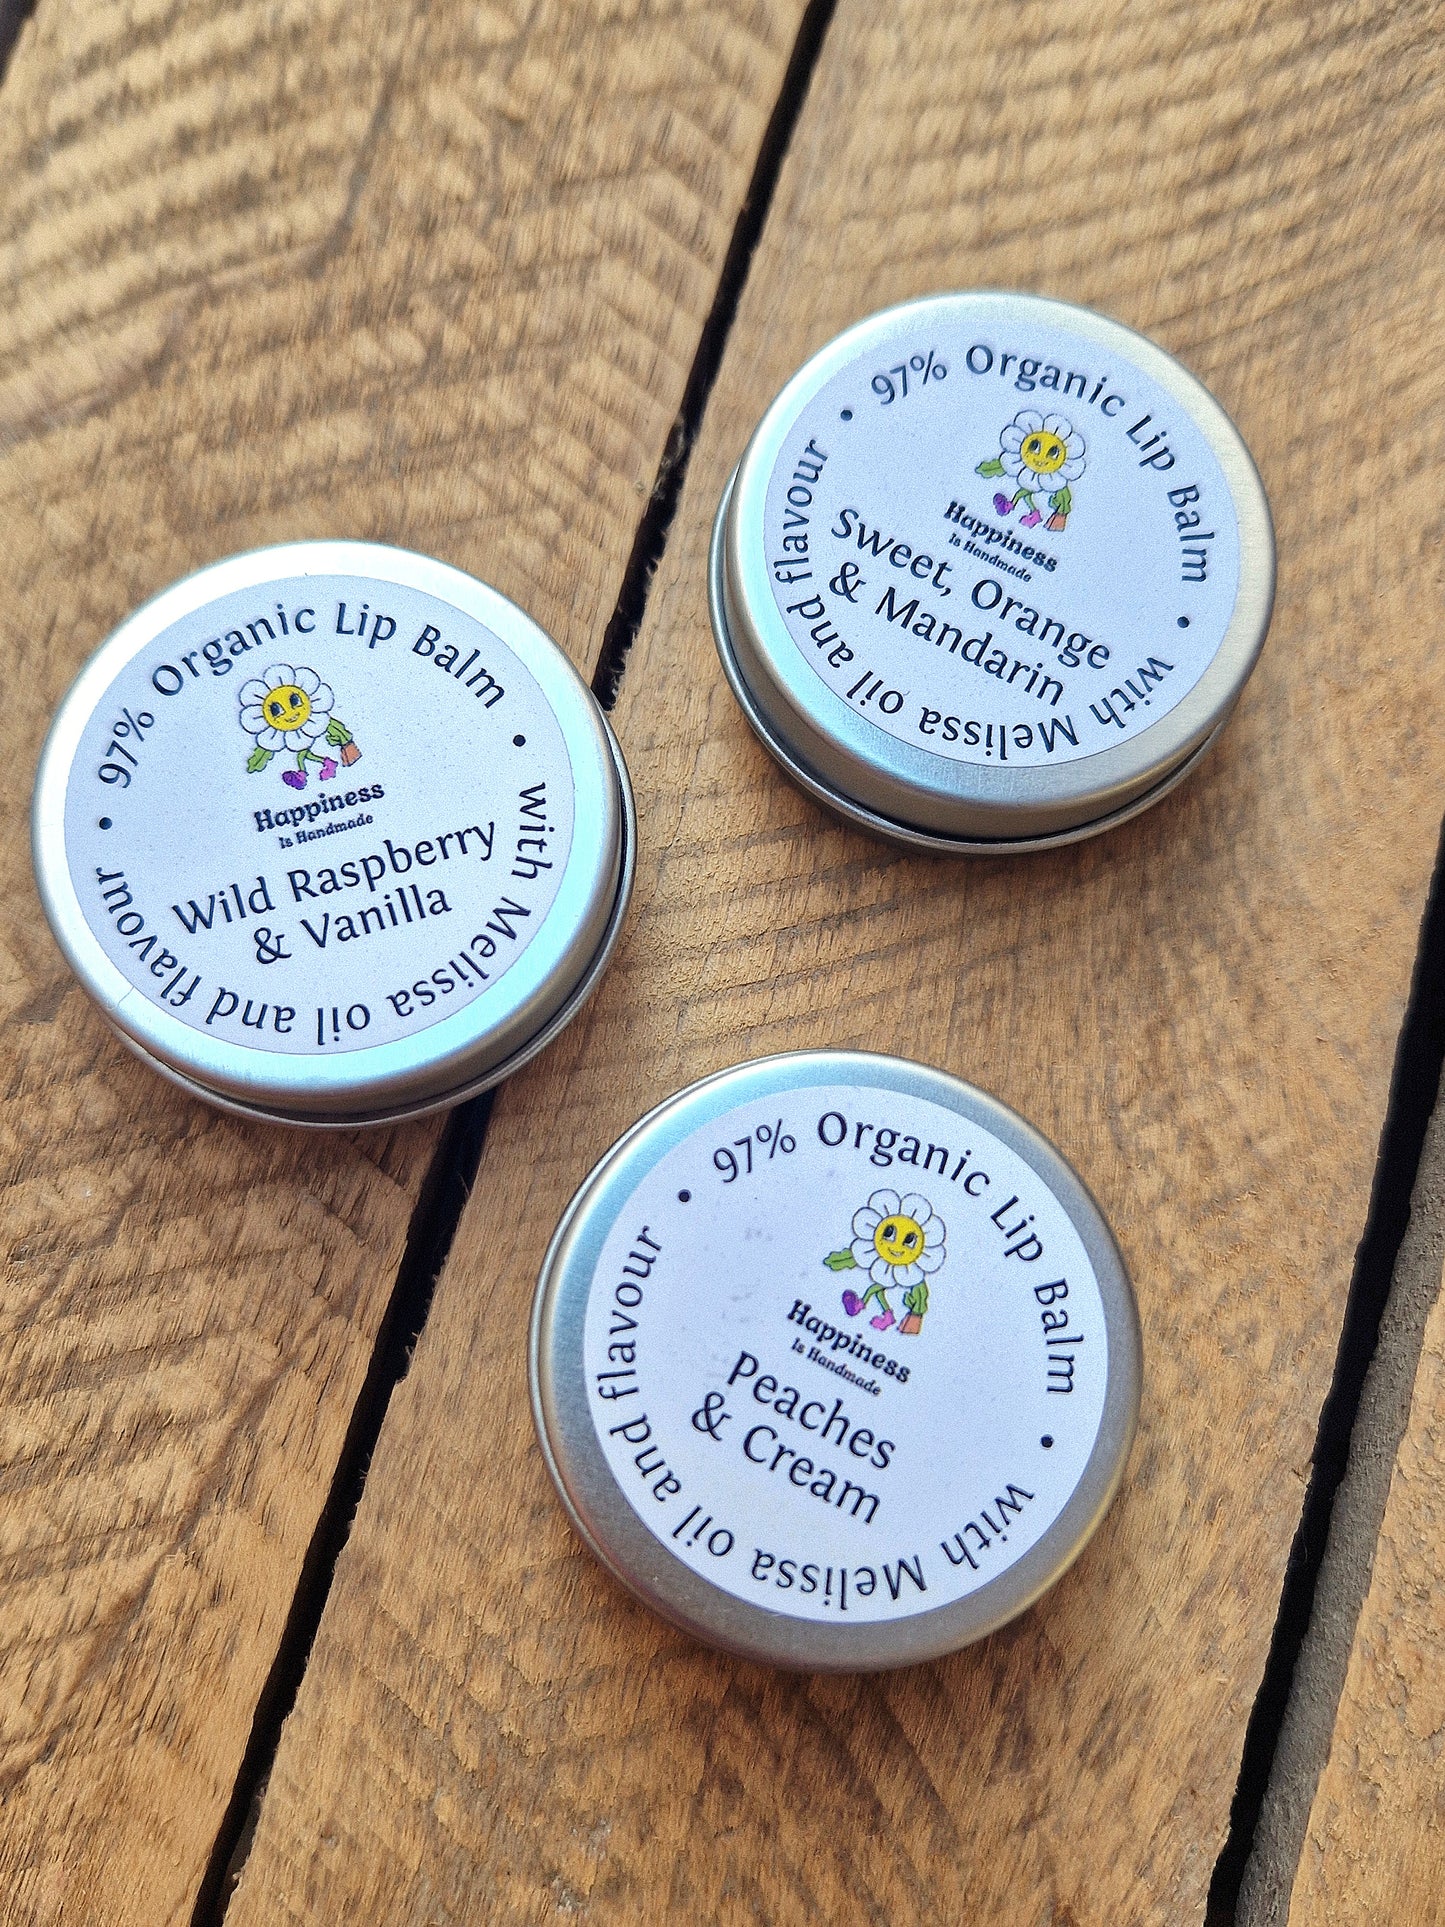 • 97% Organic Lip Balm •
Happiness
Is Handmade
Sweet, Orange
& Mandarin
with Melissa oil and flavour
• 97% Organic Lip Balm •
Happiness
Is Handmade
Wild Raspberry
& Vanilla
with Melissa oil and flavour
• 97% Organic Lip Balm •
Happiness
Is Handmade
Peaches
& Cream
with Melissa oil and flavour